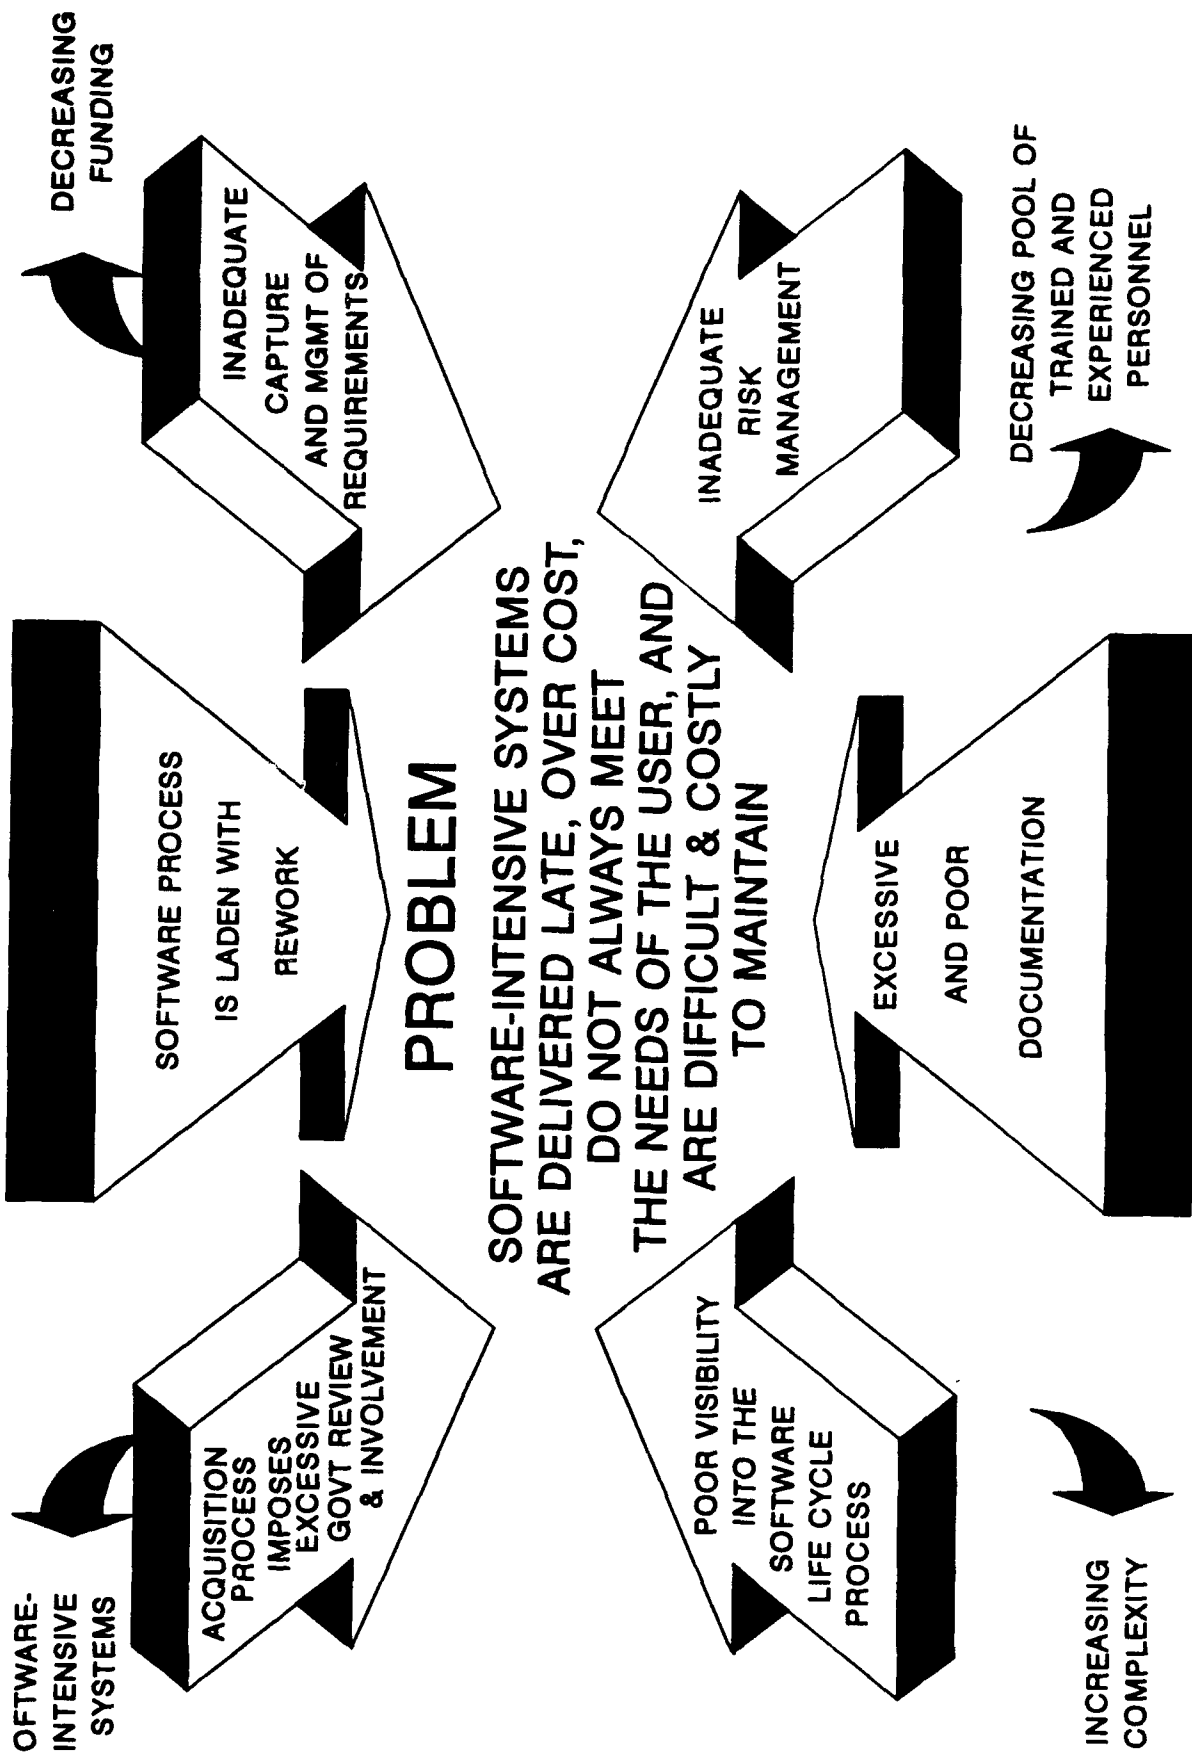 OFTWARE-
INTENSIVE
SYSTEMS
DECREASING
FUNDING
ACQUISITION
PROCESS
IMPOSES
EXCESSIVE
GOVT REVIEW
& INVOLVEMENT
SOFTWARE PROCESS
IS LADEN WITH
REWORK
INADEQUATE
CAPTURE
AND MGMT OF
REQUIREMENTS
PROBLEM
SOFTWARE-INTENSIVE SYSTEMS
ARE DELIVERED LATE, OVER COST,
DO NOT ALWAYS MEET
THE NEEDS OF THE USER, AND
ARE DIFFICULT & COSTLY
TO MAINTAIN
POOR VISIBILITY
INTO THE
SOFTWARE
LIFE CYCLE
PROCESS
EXCESSIVE
AND POOR
DOCUMENTATION
INADEQUATE
RISK
MANAGEMENT
INCREASING
COMPLEXITY
DECREASING POOL OF
TRAINED AND
EXPERIENCED
PERSONNEL